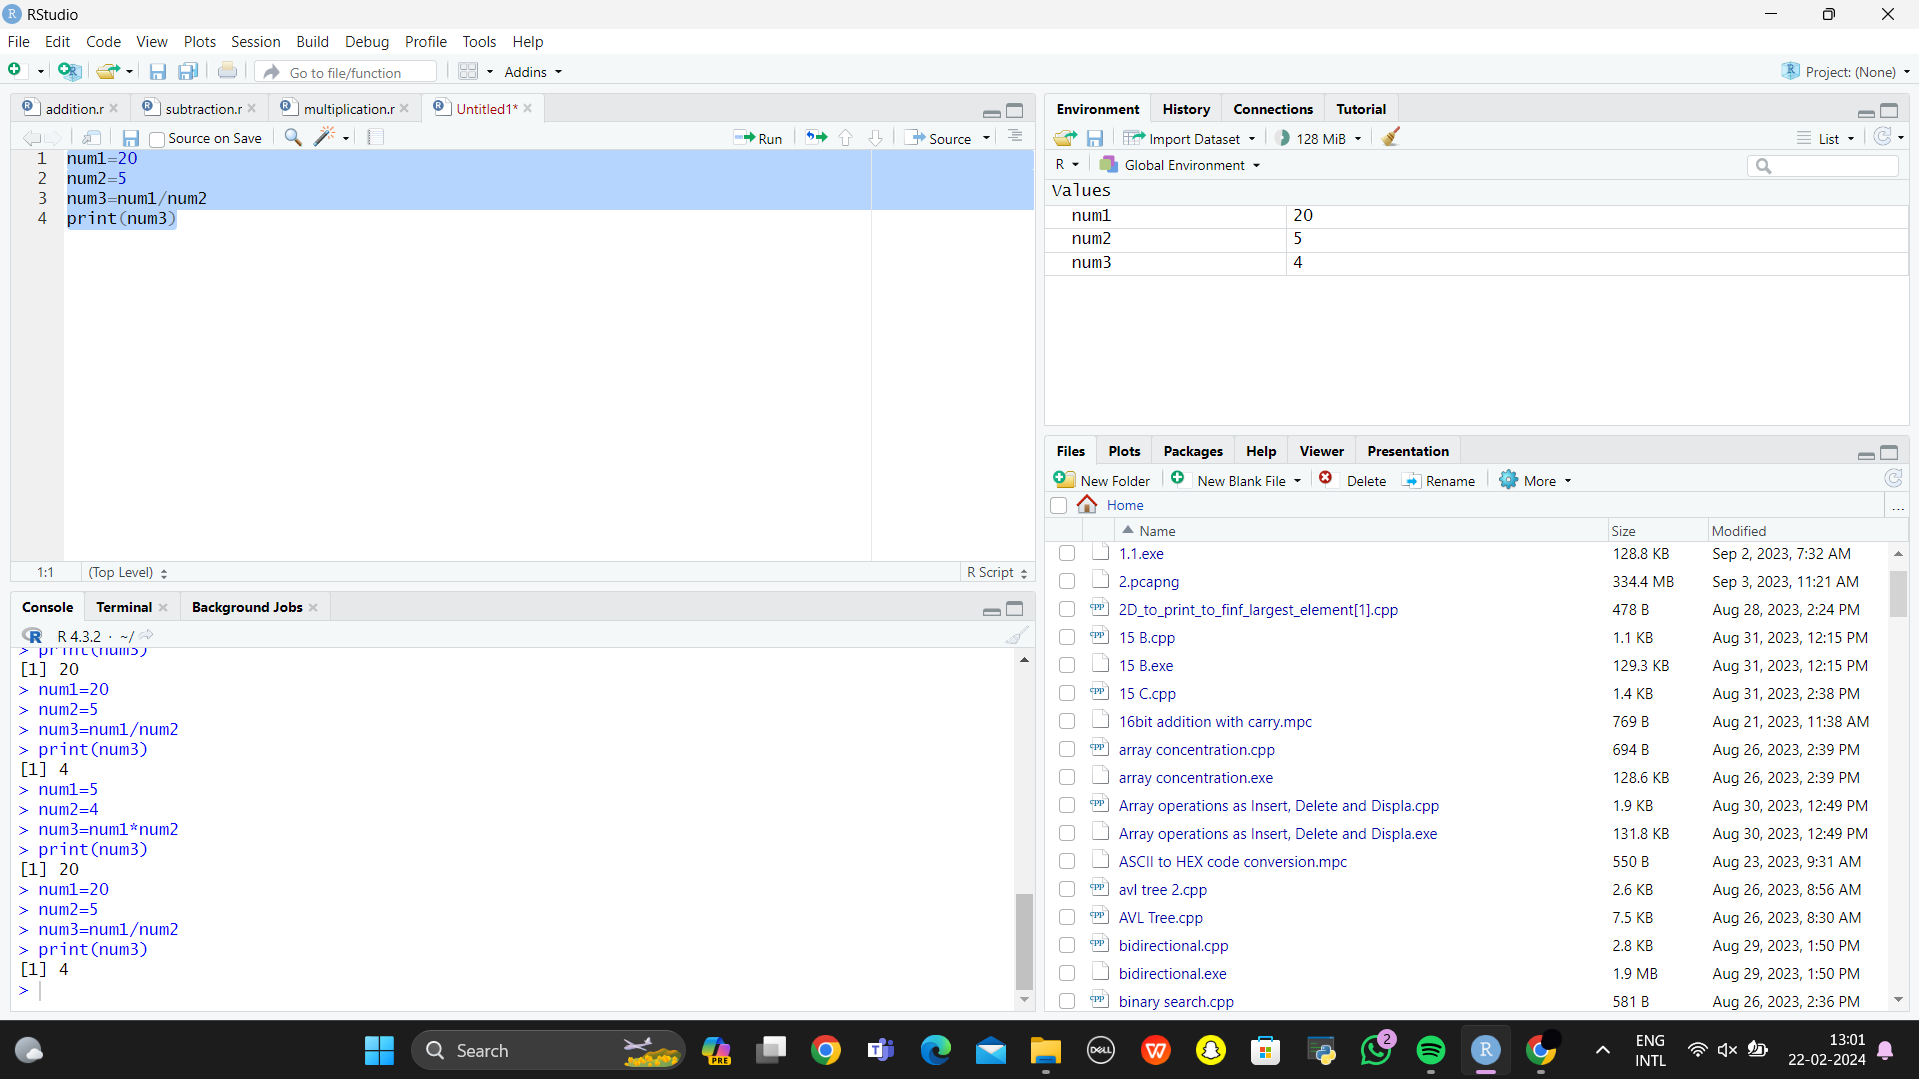 RStudio
File Edit Code View Plots Session Build Debug Profile Tools Help
Go to file/function Addins Project: (None)
addition.r subtraction.r multiplication.r Untitled1*
Source on Save Run Source
1 num1=20
2 num2=5
3 num3=num1/num2
4 print(num3)
1:1 (Top Level) R Script
Console Terminal Background Jobs
R 4.3.2 · ~/
> print(num3)
[1] 20
> num1=20
> num2=5
> num3=num1/num2
> print(num3)
[1] 4
> num1=5
> num2=4
> num3=num1*num2
> print(num3)
[1] 20
> num1=20
> num2=5
> num3=num1/num2
> print(num3)
[1] 4
>
Environment History Connections Tutorial
Import Dataset 128 MiB List
R Global Environment
Values
num1 20
num2 5
num3 4
Files Plots Packages Help Viewer Presentation
New Folder New Blank File Delete Rename More
Home ...
Name Size Modified
1.1.exe 128.8 KB Sep 2, 2023, 7:32 AM
2.pcapng 334.4 MB Sep 3, 2023, 11:21 AM
2D_to_print_to_finf_largest_element[1].cpp 478 B Aug 28, 2023, 2:24 PM
15 B.cpp 1.1 KB Aug 31, 2023, 12:15 PM
15 B.exe 129.3 KB Aug 31, 2023, 12:15 PM
15 C.cpp 1.4 KB Aug 31, 2023, 2:38 PM
16bit addition with carry.mpc 769 B Aug 21, 2023, 11:38 AM
array concentration.cpp 694 B Aug 26, 2023, 2:39 PM
array concentration.exe 128.6 KB Aug 26, 2023, 2:39 PM
Array operations as Insert, Delete and Displa.cpp 1.9 KB Aug 30, 2023, 12:49 PM
Array operations as Insert, Delete and Displa.exe 131.8 KB Aug 30, 2023, 12:49 PM
ASCII to HEX code conversion.mpc 550 B Aug 23, 2023, 9:31 AM
avl tree 2.cpp 2.6 KB Aug 26, 2023, 8:56 AM
AVL Tree.cpp 7.5 KB Aug 26, 2023, 8:30 AM
bidirectional.cpp 2.8 KB Aug 29, 2023, 1:50 PM
bidirectional.exe 1.9 MB Aug 29, 2023, 1:50 PM
binary search.cpp 581 B Aug 26, 2023, 2:36 PM
Search PRE DELL 2 R ENG 13:01
INTL 22-02-2024